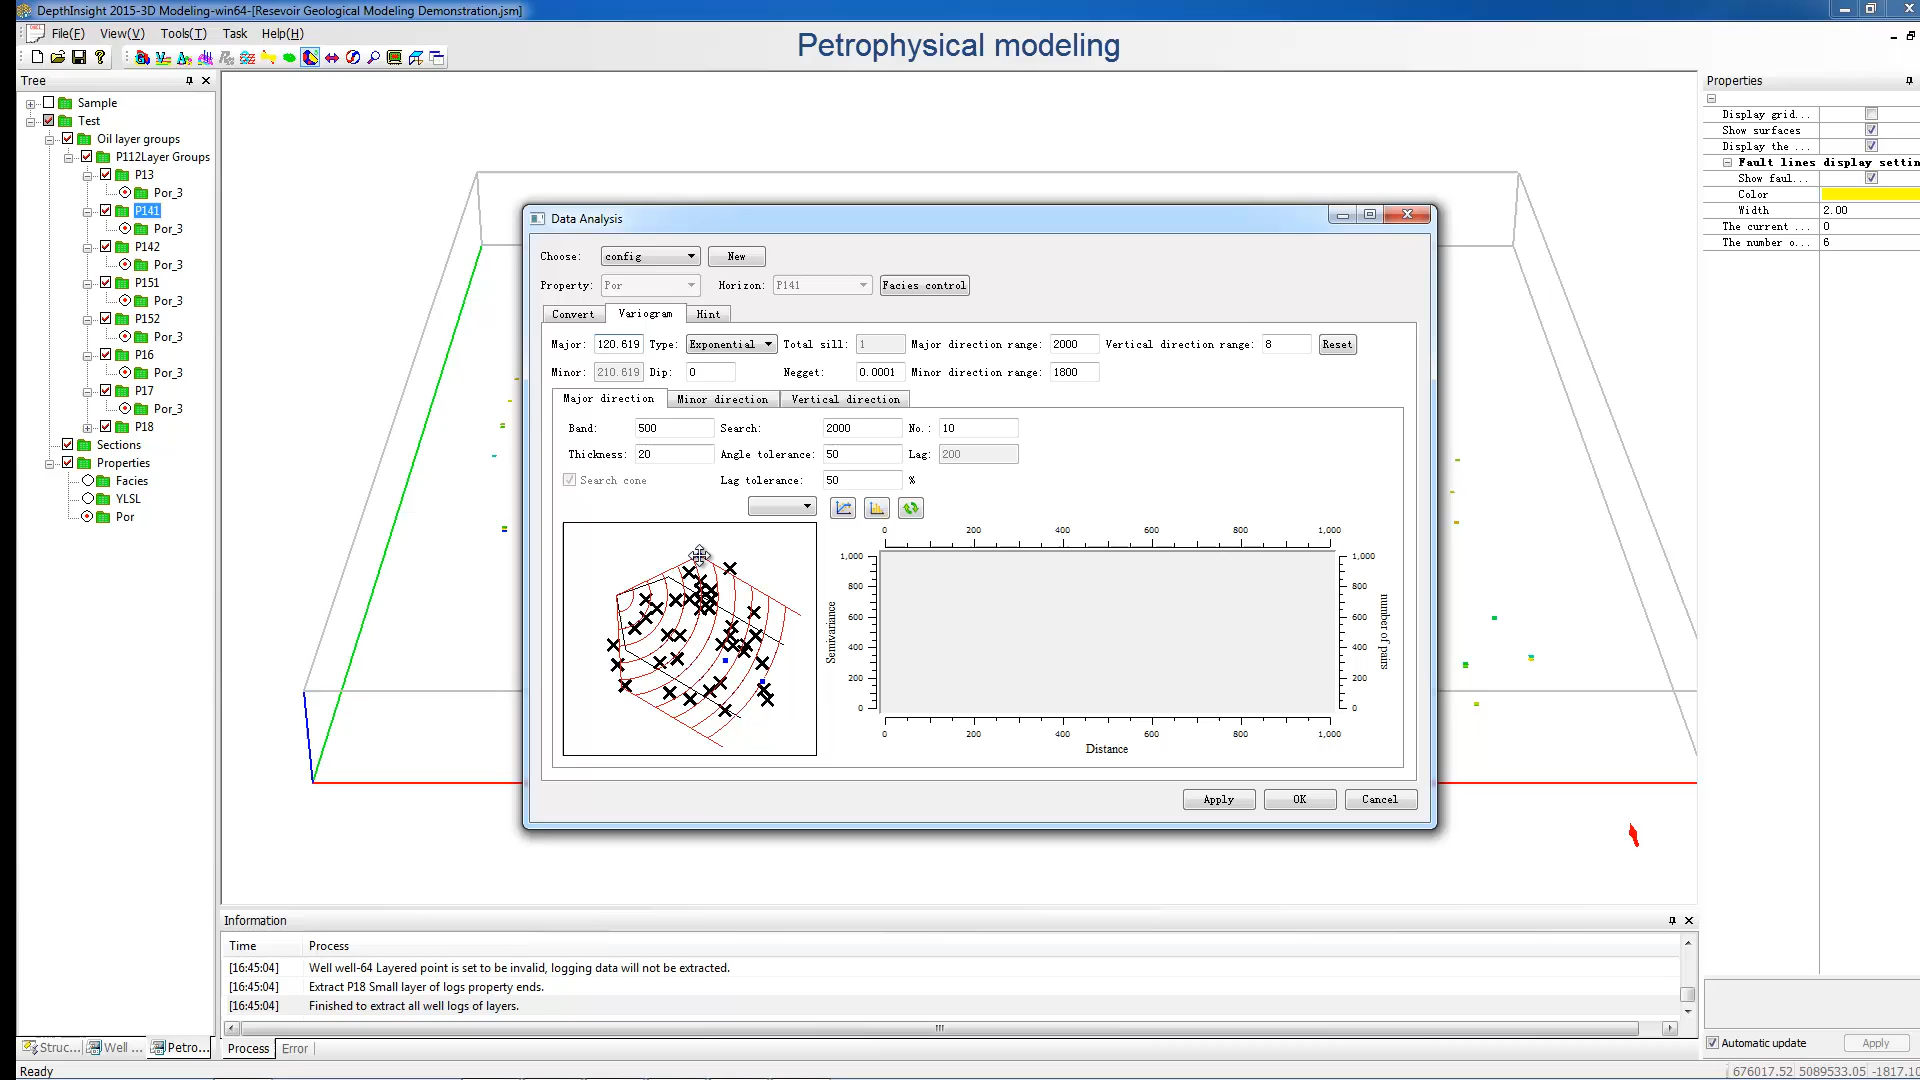 DepthInsight 2015-3D Modeling-win64-[Resevoir Geological Modeling Demonstration.jsm]
File(F) View(V) Tools(T) Task Help(H)
Petrophysical modeling
Tree
Sample
Test
Oil layer groups
P112Layer Groups
P13
Por_3
P141
Por_3
P142
Por_3
P151
Por_3
P152
Por_3
P16
Por_3
P17
Por_3
P18
Sections
Properties
Facies
YLSL
Por
Struc... Well ... Petro...
Data Analysis
Choose: config New
Property: Por Horizon: P141 Facies control
Convert Variogram Hint
Major: 120.619 Type: Exponential Total sill: 1 Major direction range: 2000 Vertical direction range: 8 Reset
Minor: 210.619 Dip: 0 Negget: 0.0001 Minor direction range: 1800
Major direction Minor direction Vertical direction
Band: 500 Search: 2000 No.: 10
Thickness: 20 Angle tolerance: 50 Lag: 200
Search cone Lag tolerance: 50 %
0 200 400 600 800 1,000
1,000 800 600 400 200 0
Semivariance
1,000 800 600 400 200 0
number of pairs
0 200 400 600 800 1,000
Distance
Apply OK Cancel
Properties
Display grid...
Show surfaces
Display the ...
Fault lines display settin
Show faul...
Color
Width 2.00
The current ... 0
The number o... 6
Automatic update Apply
Information
Time Process
[16:45:04] Well well-64 Layered point is set to be invalid, logging data will not be extracted.
[16:45:04] Extract P18 Small layer of logs property ends.
[16:45:04] Finished to extract all well logs of layers.
Process Error
Ready
676017.52 5089533.05 -1817.10